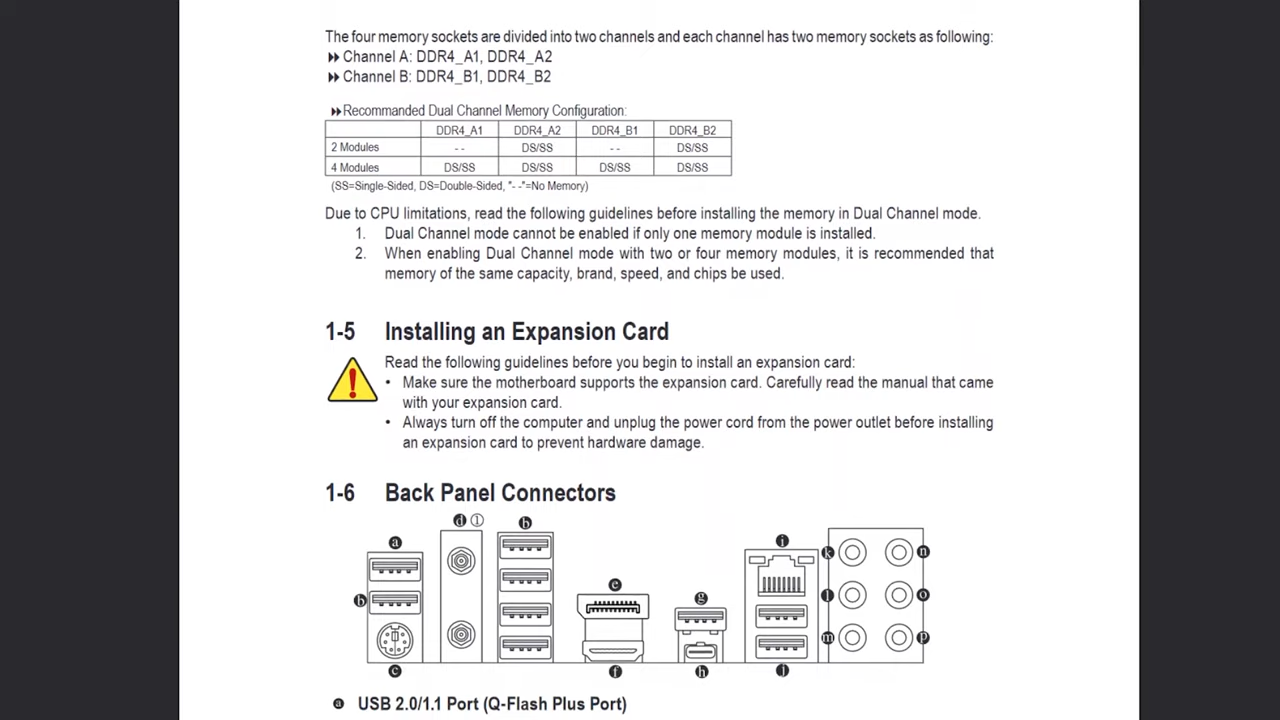 The four memory sockets are divided into two channels and each channel has two memory sockets as following:
Channel A: DDR4_A1, DDR4_A2
Channel B: DDR4_B1, DDR4_B2
Recommanded Dual Channel Memory Configuration:
DDR4_A1 DDR4_A2 DDR4_B1 DDR4_B2
2 Modules - - DS/SS - - DS/SS
4 Modules DS/SS DS/SS DS/SS DS/SS
(SS=Single-Sided, DS=Double-Sided, "- -"=No Memory)
Due to CPU limitations, read the following guidelines before installing the memory in Dual Channel mode.
1. Dual Channel mode cannot be enabled if only one memory module is installed.
2. When enabling Dual Channel mode with two or four memory modules, it is recommended that
memory of the same capacity, brand, speed, and chips be used.
1-5 Installing an Expansion Card
Read the following guidelines before you begin to install an expansion card:
• Make sure the motherboard supports the expansion card. Carefully read the manual that came
with your expansion card.
• Always turn off the computer and unplug the power cord from the power outlet before installing
an expansion card to prevent hardware damage.
1-6 Back Panel Connectors
d ① b
a i
k n
e
g
b l o
m p
c f h j
a USB 2.0/1.1 Port (Q-Flash Plus Port)